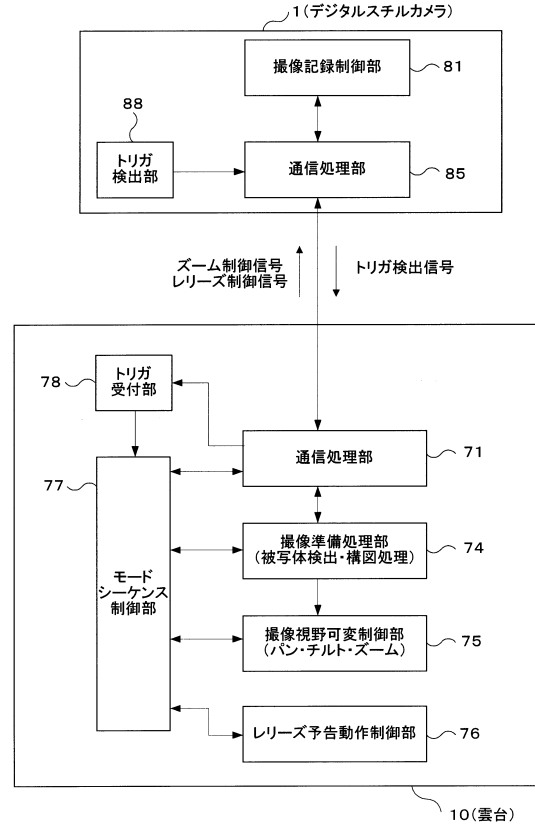 1(デジタルスチルカメラ)
撮像記録制御部
81
88
トリガ
検出部
通信処理部
85
ズーム制御信号
レリーズ制御信号
トリガ検出信号
78
トリガ
受付部
通信処理部
71
77
モード
シーケンス
制御部
撮像準備処理部
(被写体検出・構図処理)
74
撮像視野可変制御部
(パン・チルト・ズーム)
75
レリーズ予告動作制御部
76
10(雲台)